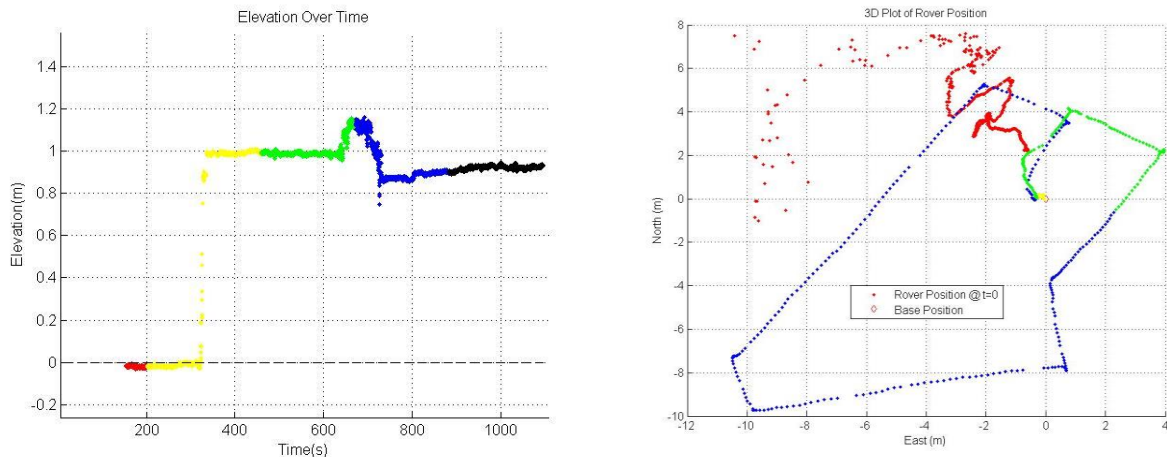 Elevation Over Time
Elevation(m)
1.4
1.2
1
0.8
0.6
0.4
0.2
0
-0.2
200 400 600 800 1000
Time(s)
3D Plot of Rover Position
North (m)
8
6
4
2
0
-2
-4
-6
-8
-10
Rover Position @ t=0
Base Position
-12 -10 -8 -6 -4 -2 0 2 4
East (m)